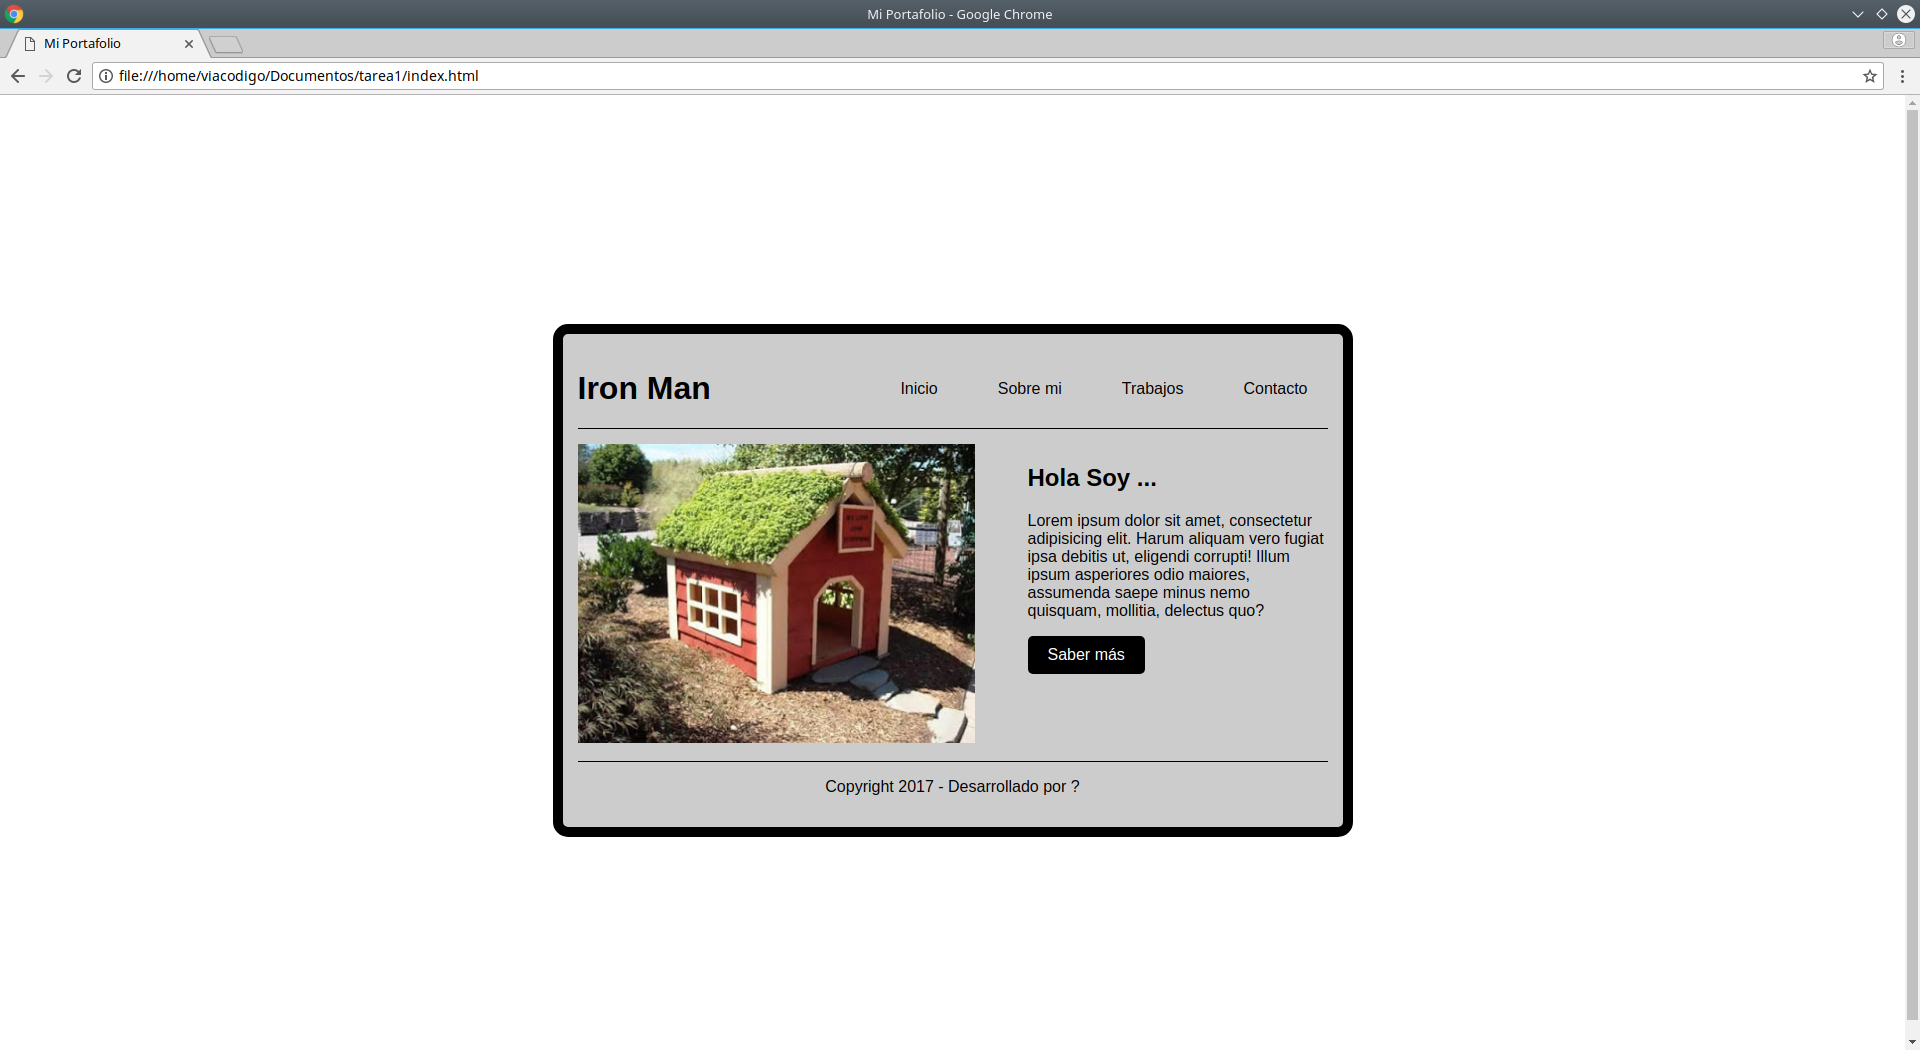 Mi Portafolio - Google Chrome
Mi Portafolio
file:///home/viacodigo/Documentos/tarea1/index.html
Iron Man
Inicio
Sobre mi
Trabajos
Contacto
Hola Soy ...
Lorem ipsum dolor sit amet, consectetur
adipisicing elit. Harum aliquam vero fugiat
ipsa debitis ut, eligendi corrupti! Illum
ipsum asperiores odio maiores,
assumenda saepe minus nemo
quisquam, mollitia, delectus quo?
Saber más
Copyright 2017 - Desarrollado por ?